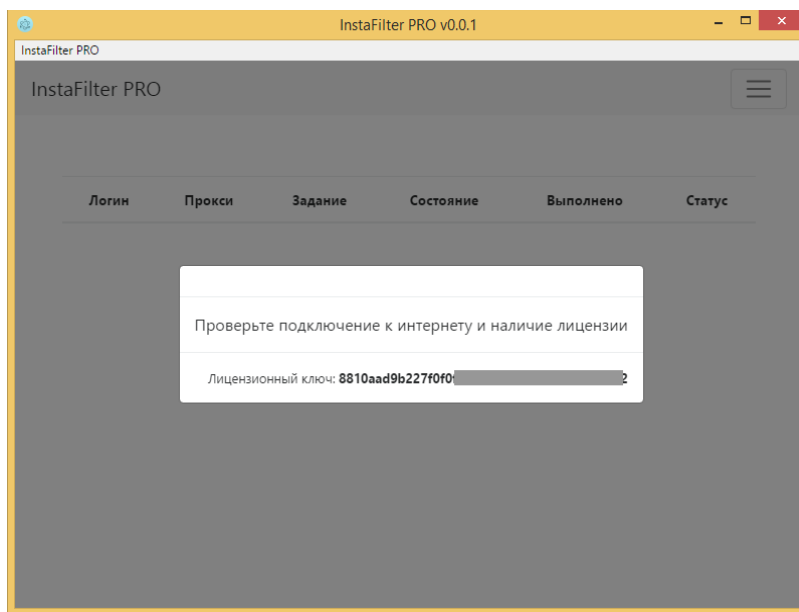 InstaFilter PRO v0.0.1
InstaFilter PRO
InstaFilter PRO
Логин Прокси Задание Состояние Выполнено Статус
Проверьте подключение к интернету и наличие лицензии
Лицензионный ключ: 8810aad9b227f0f0